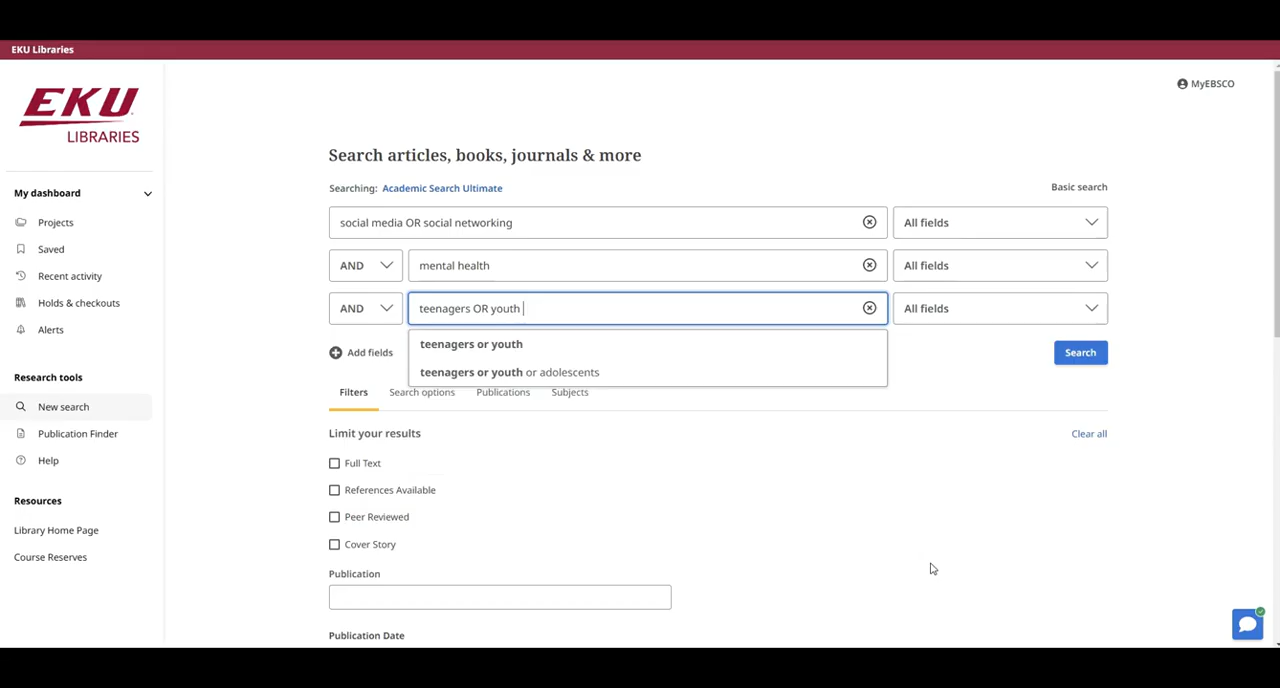 EKU Libraries
EKU
LIBRARIES
MyEBSCO
Search articles, books, journals & more
Searching: Academic Search Ultimate
Basic search
social media OR social networking
All fields
AND
mental health
All fields
AND
teenagers OR youth
All fields
teenagers or youth
teenagers or youth or adolescents
Add fields
Search
Filters
Search options
Publications
Subjects
Limit your results
Clear all
Full Text
References Available
Peer Reviewed
Cover Story
Publication
Publication Date
My dashboard
Projects
Saved
Recent activity
Holds & checkouts
Alerts
Research tools
New search
Publication Finder
Help
Resources
Library Home Page
Course Reserves